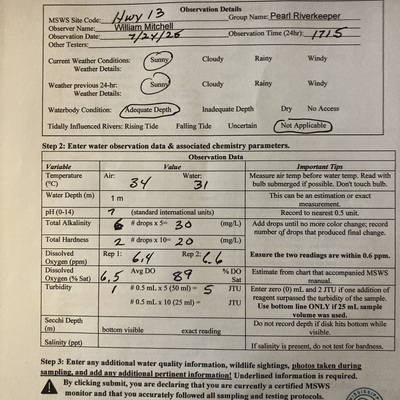 Observation Details
MSWS Site Code: Hwy 13 Group Name: Pearl Riverkeeper
Observer Name: William Mitchell
Observation Date: 7/24/26 Observation Time (24hr): 1715
Other Testers:
Current Weather Conditions: Sunny Cloudy Rainy Windy
Weather Details:
Weather previous 24-hr: Sunny Cloudy Rainy Windy
Weather Details:
Waterbody Condition: Adequate Depth Inadequate Depth Dry No Access
Tidally Influenced Rivers: Rising Tide Falling Tide Uncertain Not Applicable
Step 2: Enter water observation data & associated chemistry parameters.
Observation Data
Variable Value Important Tips
Temperature (°C) Air: 34 Water: 31 Measure air temp before water temp. Read with bulb submerged if possible. Don't touch bulb.
Water Depth (m) 1 m This can be an estimation or exact measurement.
pH (0-14) 7 (standard international units) Record to nearest 0.5 unit.
Total Alkalinity 6 # drops x 5= 30 (mg/L) Add drops until no more color change; record number of drops that produced final change.
Total Hardness 2 # drops x 10= 20 (mg/L)
Dissolved Oxygen (ppm) Rep 1: 6.4 Rep 2: 6.6 Ensure the two readings are within 0.6 ppm.
Dissolved Oxygen (% Sat) 6.5 Avg DO 89 % DO Sat Estimate from chart that accompanied MSWS manual.
Turbidity 1 # 0.5 mL x 5 (50 ml) = 5 JTU Enter zero (0) mL and 2 JTU if one addition of reagent surpassed the turbidity of the sample.
# 0.5 mL x 10 (25 ml) = JTU Use bottom line ONLY if 25 mL sample volume was used.
Secchi Depth (m) bottom visible exact reading Do not record depth if disk hits bottom while visible.
Salinity (ppt) If salinity is present, do not test for hardness.
Step 3: Enter any additional water quality information, wildlife sightings, photos taken during
sampling, and add any additional pertinent information! Underlined information is required.
By clicking submit, you are declaring that you are currently a certified MSWS
monitor and that you accurately followed all sampling and testing protocols.